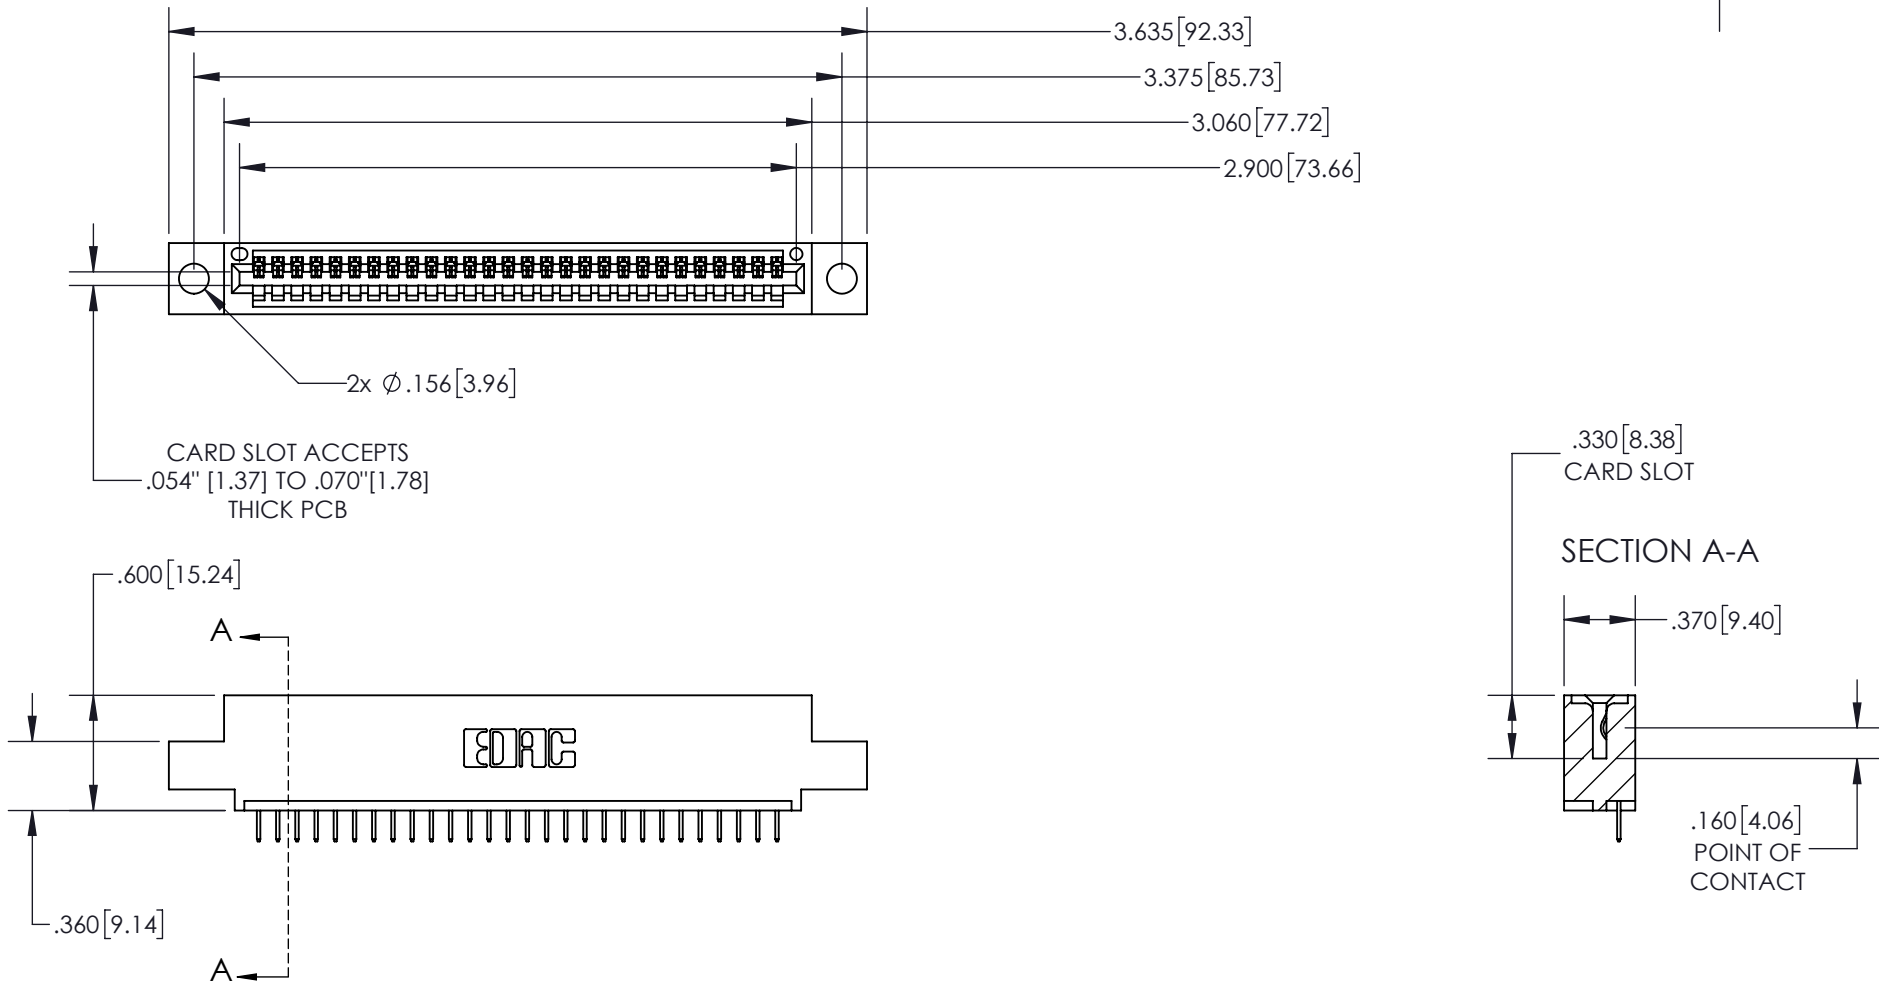 3.635[92.33]
3.375[85.73]
3.060[77.72]
2.900[73.66]
2x ⌀.156[3.96]
CARD SLOT ACCEPTS
.054" [1.37] TO .070"[1.78]
THICK PCB
.330[8.38]
CARD SLOT
SECTION A-A
.600[15.24]
.370[9.40]
A
EDAC
.160[4.06]
POINT OF
CONTACT
.360[9.14]
A